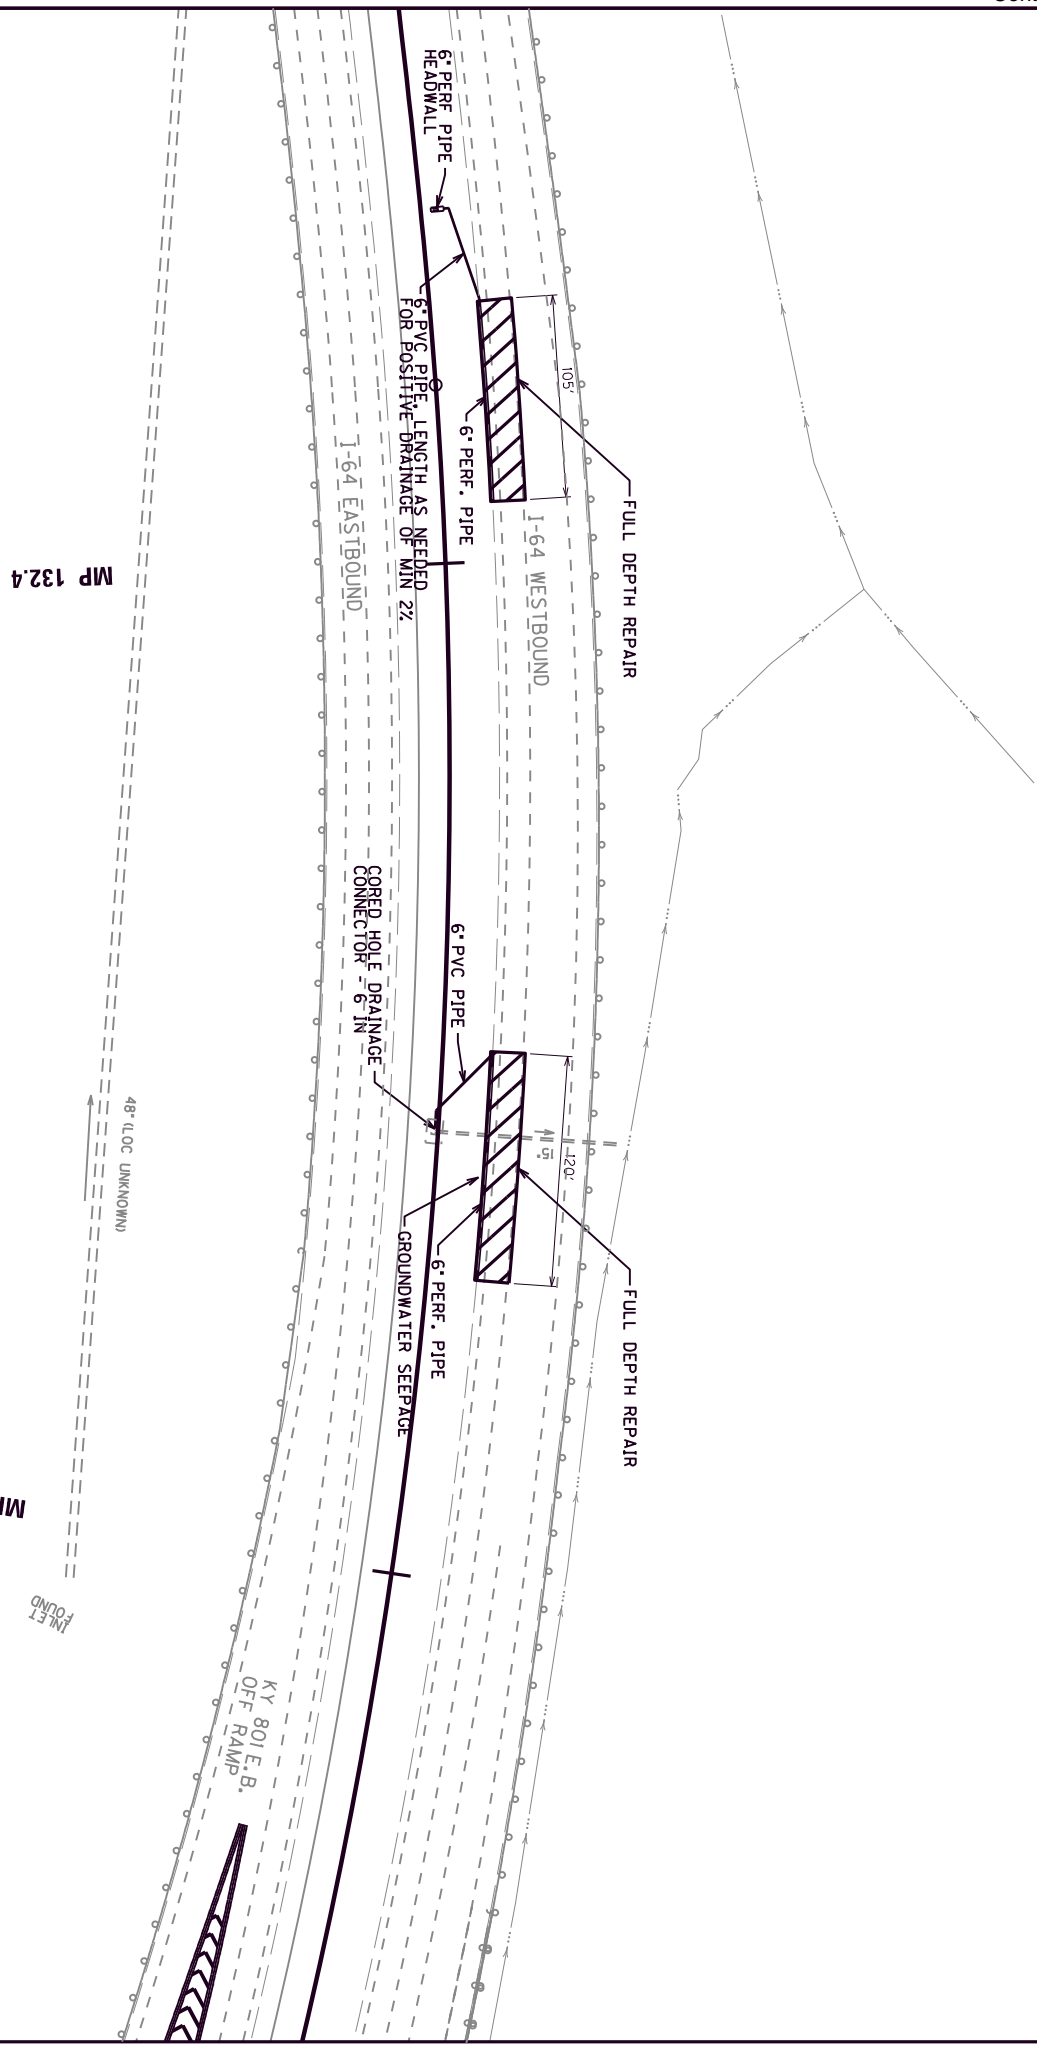 6" PERF PIPE
HEADWALL
6" PVC PIPE, LENGTH AS NEEDED
FOR POSITIVE DRAINAGE OF MIN 2%
105'
6" PERF. PIPE
FULL DEPTH REPAIR
I-64 EASTBOUND
I-64 WESTBOUND
MP 132.4
CORED HOLE DRAINAGE
CONNECTOR - 6 IN
6" PVC PIPE
48" (LOC UNKNOWN)
120'
GROUNDWATER SEEPAGE
6" PERF. PIPE
FULL DEPTH REPAIR
INLET
FOUND
KY 801 E.B.
OFF RAMP